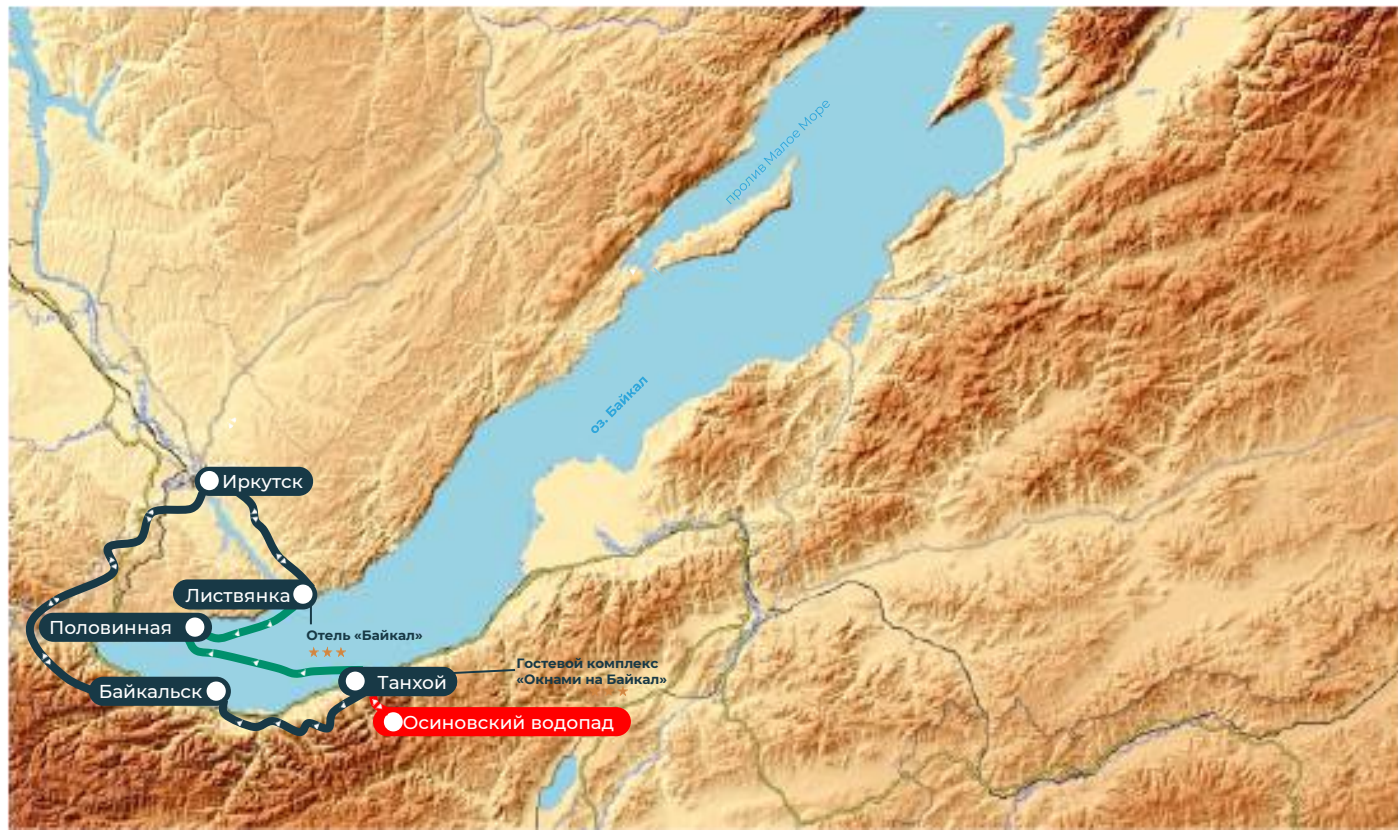 пролив Малое Море
оз. Байкал
Иркутск
Листвянка
Половинная
Отель «Байкал»
Гостевой комплекс
«Окнами на Байкал»
Танхой
Байкальск
Осиновский водопад